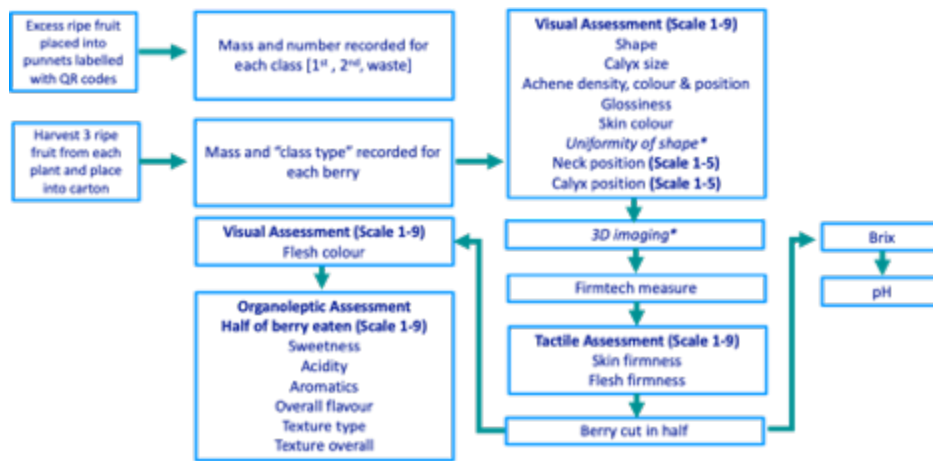 Excess ripe fruit
placed into
punnets labelled
with QR codes
Mass and number recorded for
each class [1st , 2nd, waste]
Harvest 3 ripe
fruit from each
plant and place
into carton
Mass and “class type” recorded for
each berry
Visual Assessment (Scale 1-9)
Shape
Calyx size
Achene density, colour & position
Glossiness
Skin colour
Uniformity of shape*
Neck position (Scale 1-5)
Calyx position (Scale 1-5)
3D imaging*
Firmtech measure
Tactile Assessment (Scale 1-9)
Skin firmness
Flesh firmness
Berry cut in half
Visual Assessment (Scale 1-9)
Flesh colour
Organoleptic Assessment
Half of berry eaten (Scale 1-9)
Sweetness
Acidity
Aromatics
Overall flavour
Texture type
Texture overall
Brix
pH